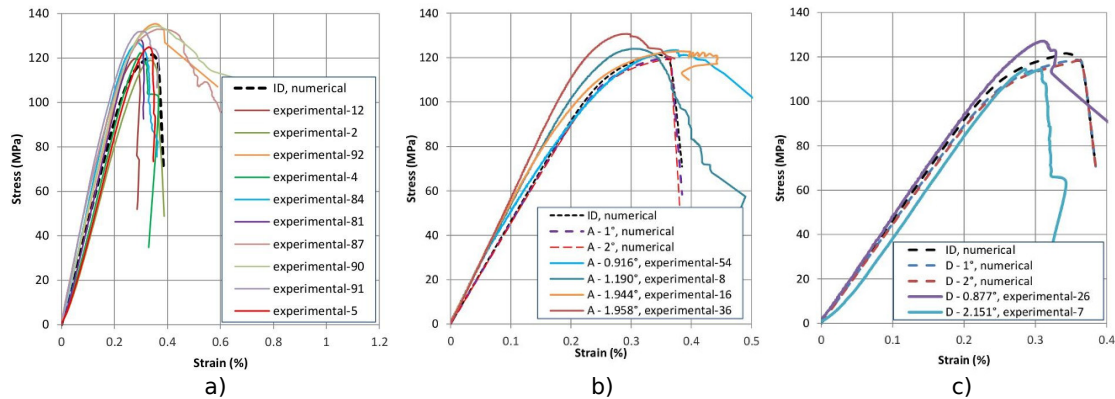 140
120
100
80
60
40
20
0
Stress (MPa)
0
0.2
0.4
0.6
0.8
1
1.2
Strain (%)
ID, numerical
experimental-12
experimental-2
experimental-92
experimental-4
experimental-84
experimental-81
experimental-87
experimental-90
experimental-91
experimental-5
a)
140
120
100
80
60
40
20
0
Stress (MPa)
0
0.1
0.2
0.3
0.4
0.5
Strain (%)
ID, numerical
A - 1°, numerical
A - 2°, numerical
A - 0.916°, experimental-54
A - 1.190°, experimental-8
A - 1.944°, experimental-16
A - 1.958°, experimental-36
b)
140
120
100
80
60
40
20
0
Stress (MPa)
0
0.1
0.2
0.3
0.4
Strain (%)
ID, numerical
D - 1°, numerical
D - 2°, numerical
D - 0.877°, experimental-26
D - 2.151°, experimental-7
c)